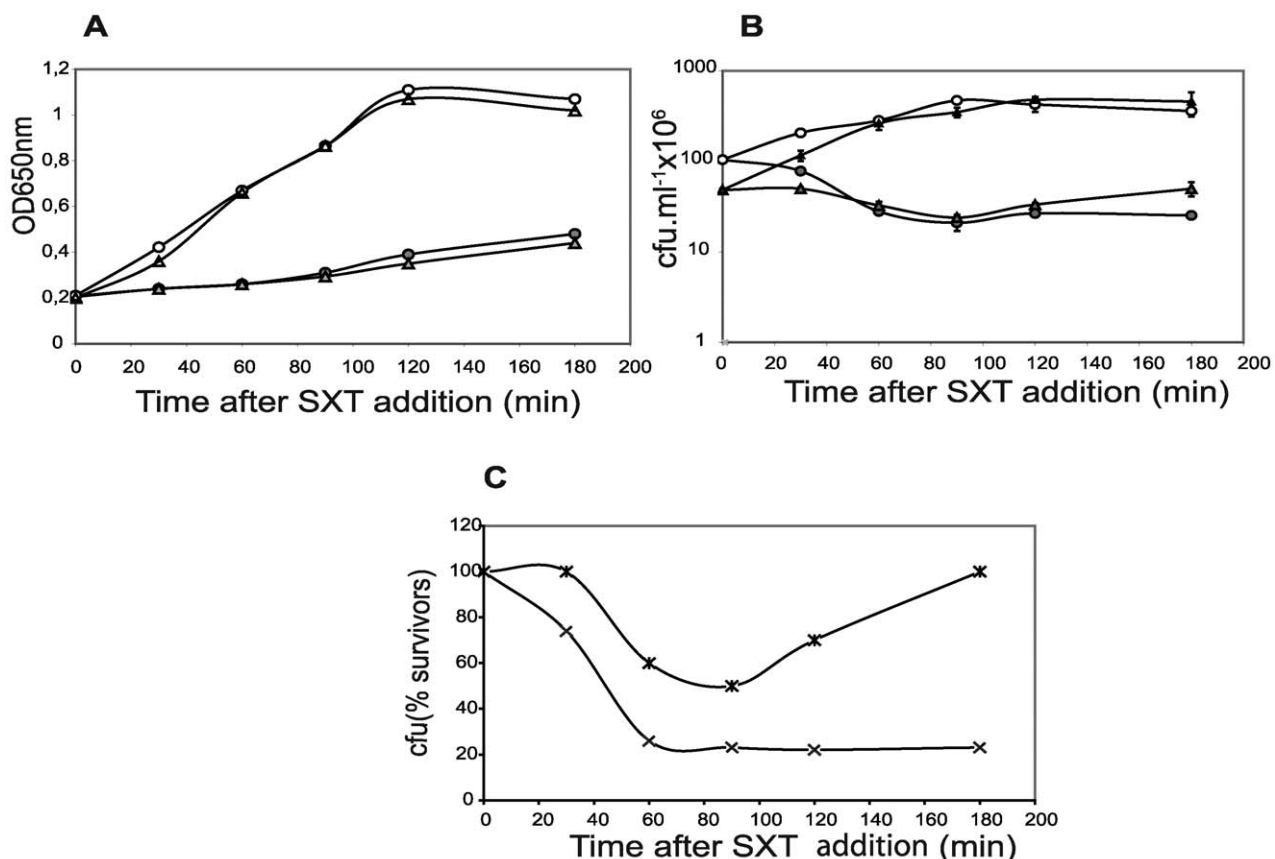 A
1,2
1
0,8
0,6
0,4
0,2
0
OD650nm
0 20 40 60 80 100 120 140 160 180 200
Time after SXT addition (min)
B
1000
100
10
1
cfu.ml-1x106
0 20 40 60 80 100 120 140 160 180 200
Time after SXT addition (min)
C
120
100
80
60
40
20
0
cfu(% survivors)
0 20 40 60 80 100 120 140 160 180 200
Time after SXT addition (min)